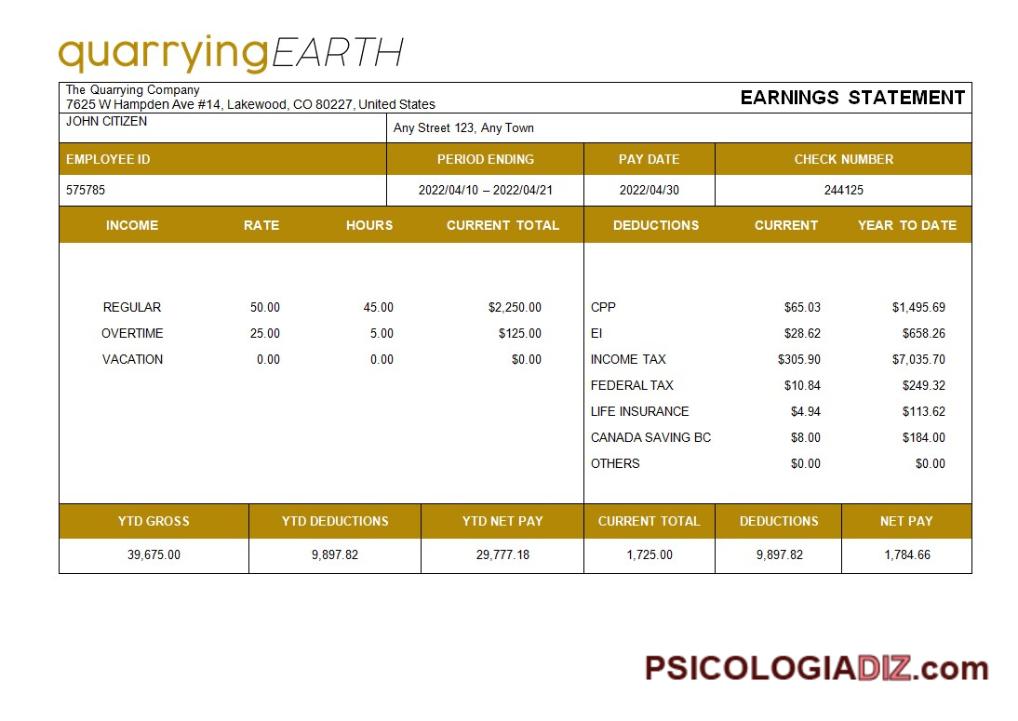 quarryingEARTH
The Quarrying Company
7625 W Hampden Ave #14, Lakewood, CO 80227, United States
EARNINGS STATEMENT
JOHN CITIZEN
Any Street 123, Any Town
EMPLOYEE ID PERIOD ENDING PAY DATE CHECK NUMBER
575785 2022/04/10 – 2022/04/21 2022/04/30 244125
INCOME RATE HOURS CURRENT TOTAL DEDUCTIONS CURRENT YEAR TO DATE
REGULAR 50.00 45.00 $2,250.00 CPP $65.03 $1,495.69
OVERTIME 25.00 5.00 $125.00 EI $28.62 $658.26
VACATION 0.00 0.00 $0.00 INCOME TAX $305.90 $7,035.70
FEDERAL TAX $10.84 $249.32
LIFE INSURANCE $4.94 $113.62
CANADA SAVING BC $8.00 $184.00
OTHERS $0.00 $0.00
YTD GROSS YTD DEDUCTIONS YTD NET PAY CURRENT TOTAL DEDUCTIONS NET PAY
39,675.00 9,897.82 29,777.18 1,725.00 9,897.82 1,784.66
PSICOLOGIADIZ.com